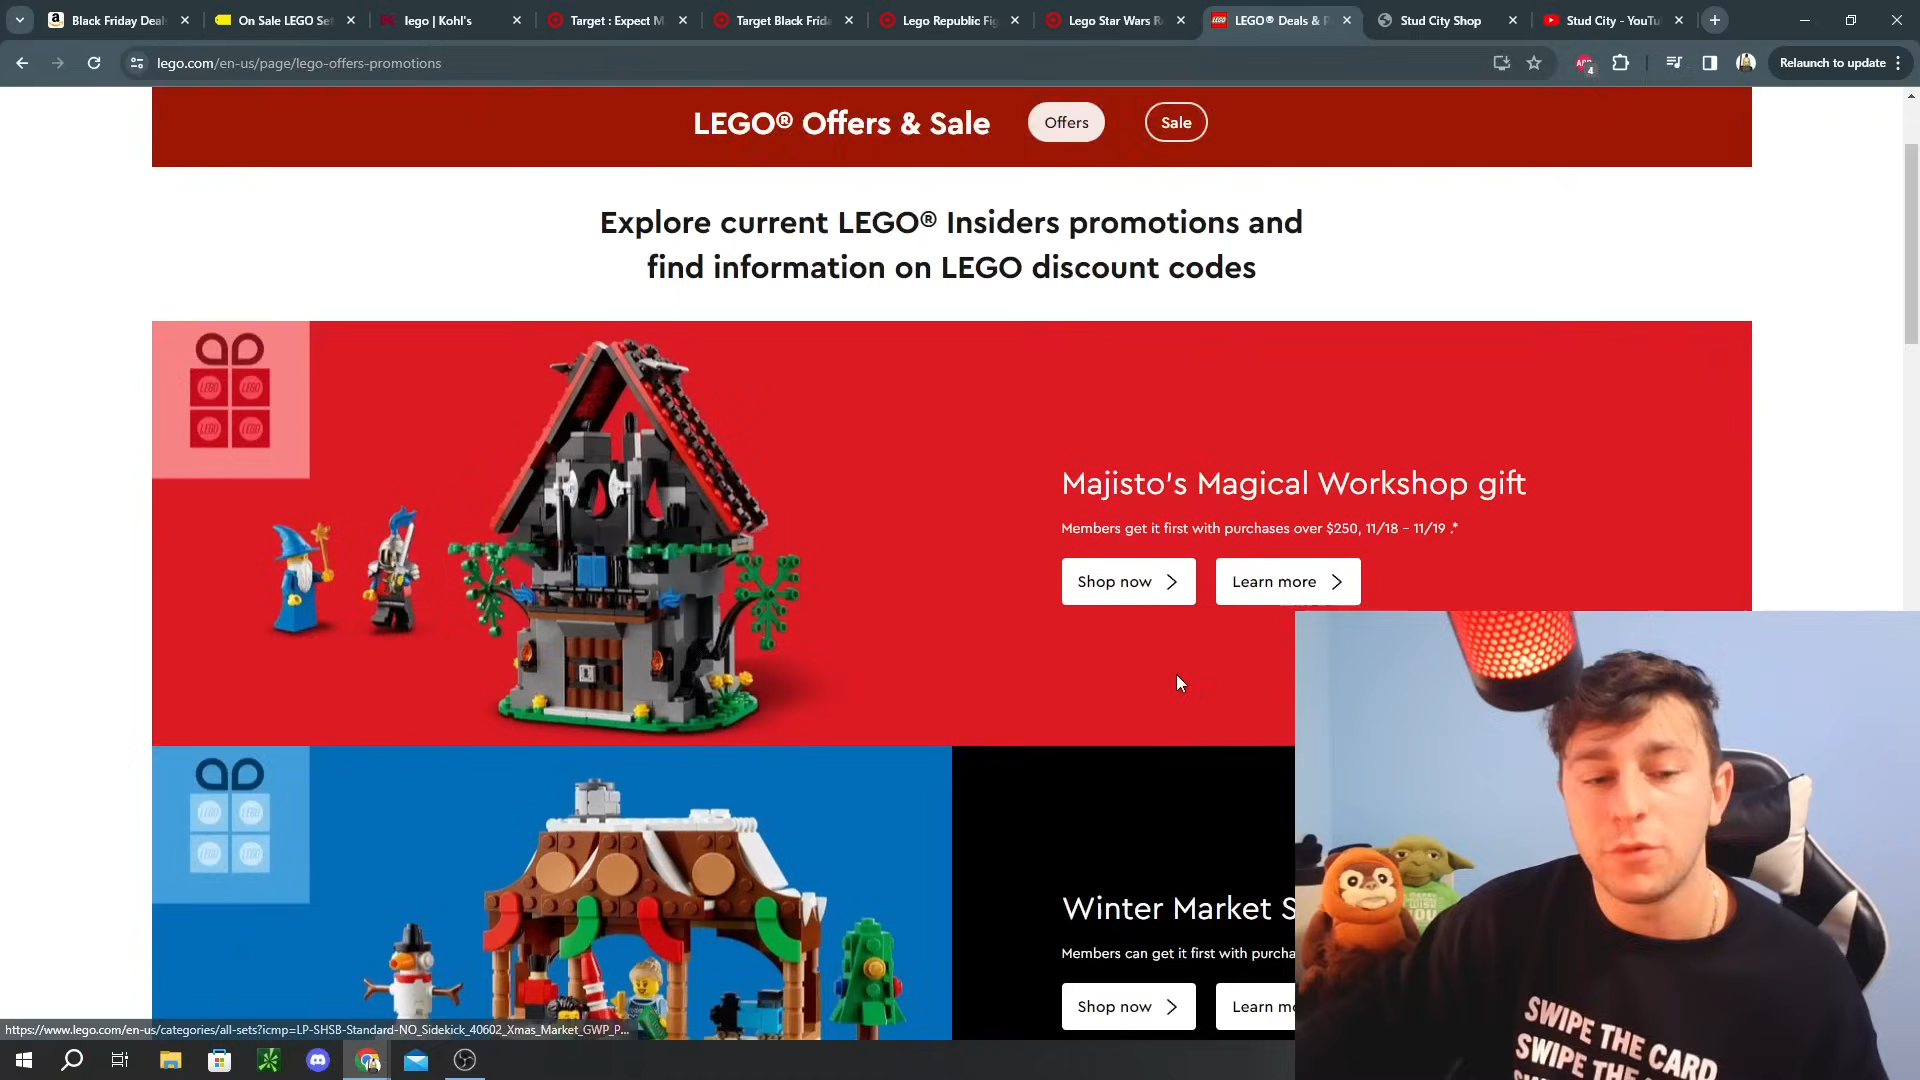 Black Friday Deal
On Sale LEGO Se
lego | Kohl's
Target : Expect M
Target Black Frida
Lego Republic Fig
Lego Star Wars R
LEGO® Deals & P
Stud City Shop
Stud City - YouTu
lego.com/en-us/page/lego-offers-promotions
4
Relaunch to update
LEGO® Offers & Sale
Offers
Sale
Explore current LEGO® Insiders promotions and
find information on LEGO discount codes
Majisto's Magical Workshop gift
Members get it first with purchases over $250, 11/18 - 11/19 .*
Shop now
Learn more
Winter Market S
Members can get it first with purcha
Shop now
Learn mo
https://www.lego.com/en-us/categories/all-sets?icmp=LP-SHSB-Standard-NO_Sidekick_40602_Xmas_Market_GWP_P...
SWIPE THE CARD
SWIPE THE